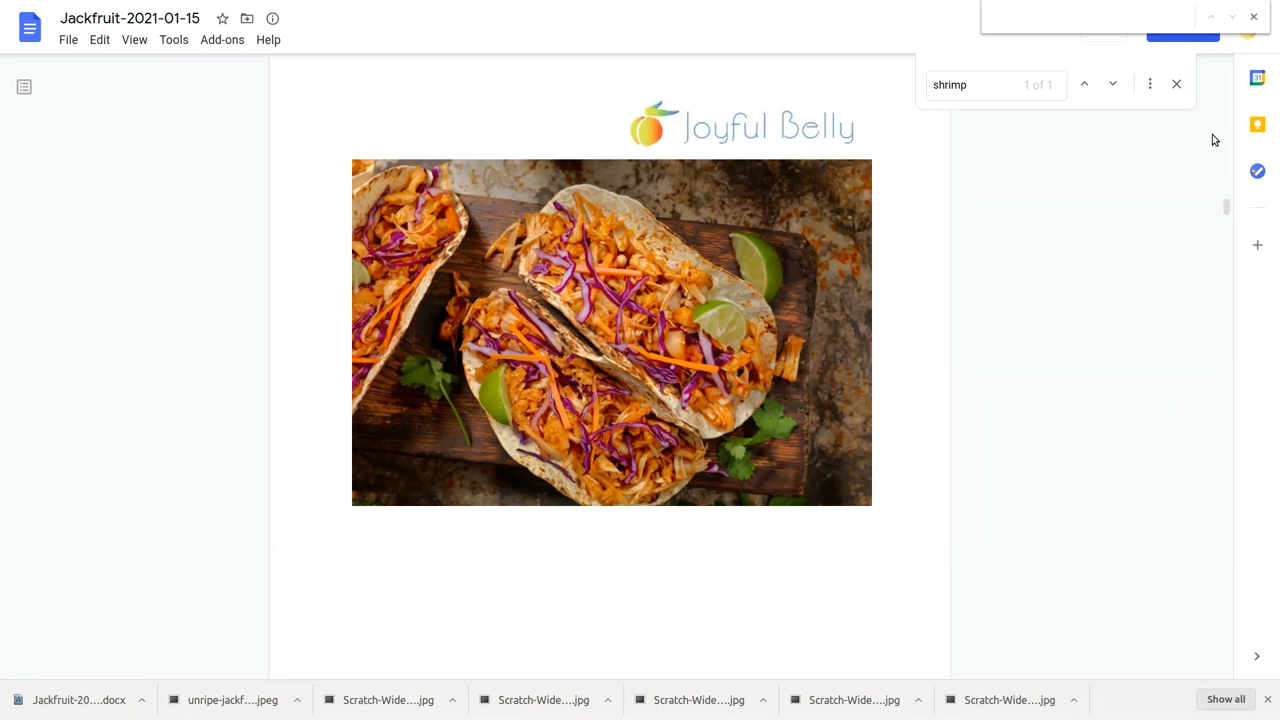 Jackfruit-2021-01-15
File Edit View Tools Add-ons Help
shrimp 1 of 1
Joyful Belly
31
Jackfruit-20....docx
unripe-jackf....jpeg
Scratch-Wide....jpg
Scratch-Wide....jpg
Scratch-Wide....jpg
Scratch-Wide....jpg
Scratch-Wide....jpg
Show all